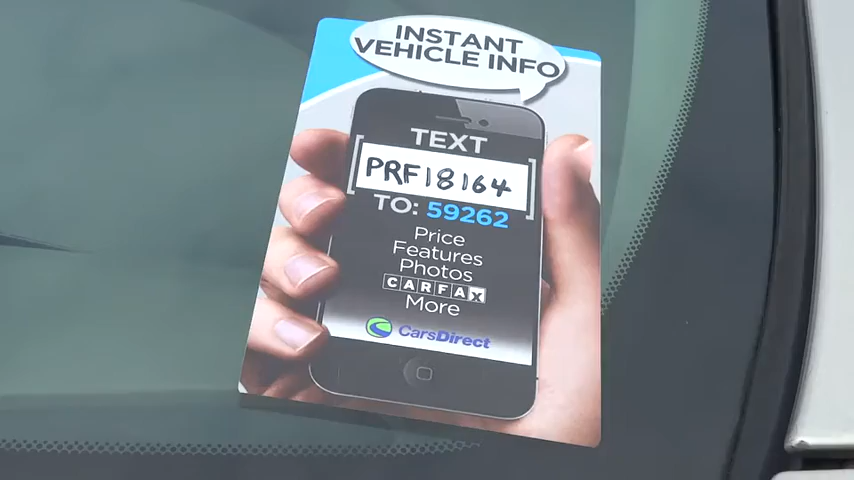 INSTANT
VEHICLE INFO
TEXT
PRF18164
TO: 59262
Price
Features
Photos
CARFAX
More
CarsDirect